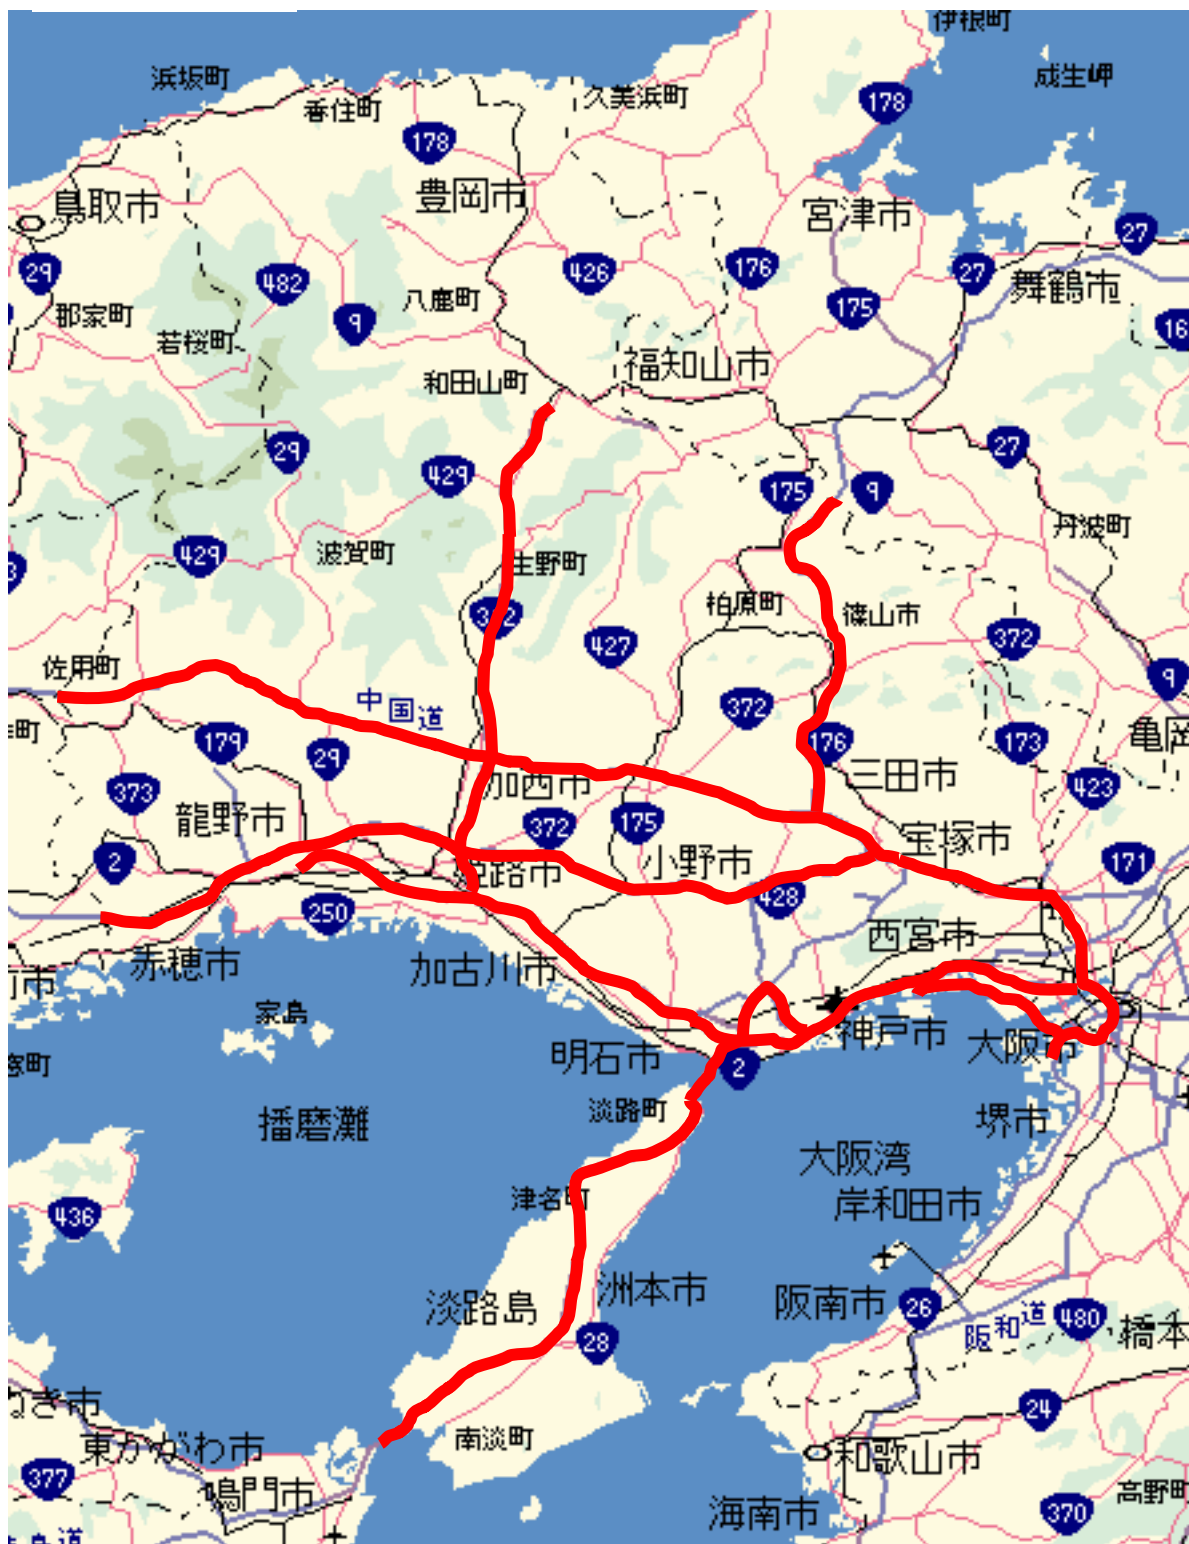 伊根町
浜坂町
成生岬
香住町
久美浜町
178
178
鳥取市
豊岡市
宮津市
27
29
482
426
176
27
舞鶴市
郡家町
八鹿町
175
9
若桜町
16
福知山市
和田山町
29
429
27
175
9
丹波町
429
波賀町
生野町
柏原町
篠山市
427
372
佐用町
9
中国道
372
179
176
173
亀岡
29
三田市
加西市
373
423
龍野市
372
175
宝塚市
2
小野市
171
路市
428
250
西宮市
赤穂市
加古川市
市
家島
神戸市
大阪市
明石市
2
淡路町
播磨灘
堺市
大阪湾
津名町
岸和田市
436
洲本市
淡路島
阪南市
26
阪和道
480
橋本
28
ぬき市
24
東かがわ市
南淡町
和歌山市
377
鳴門市
高野町
海南市
370
道